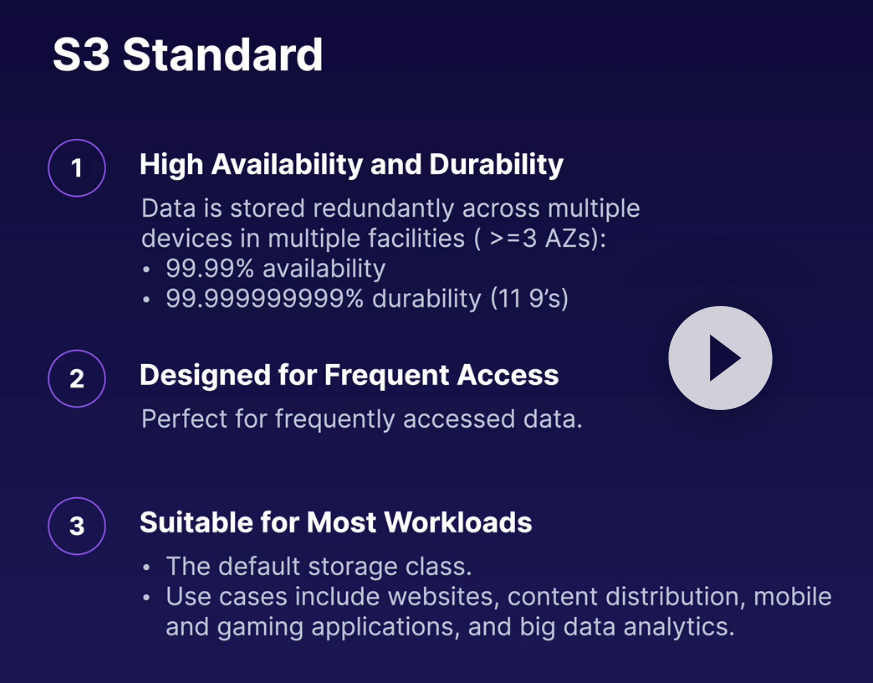 S3 Standard
1
High Availability and Durability
Data is stored redundantly across multiple
devices in multiple facilities ( >=3 AZs):
• 99.99% availability
• 99.999999999% durability (11 9’s)
2
Designed for Frequent Access
Perfect for frequently accessed data.
3
Suitable for Most Workloads
• The default storage class.
• Use cases include websites, content distribution, mobile
and gaming applications, and big data analytics.